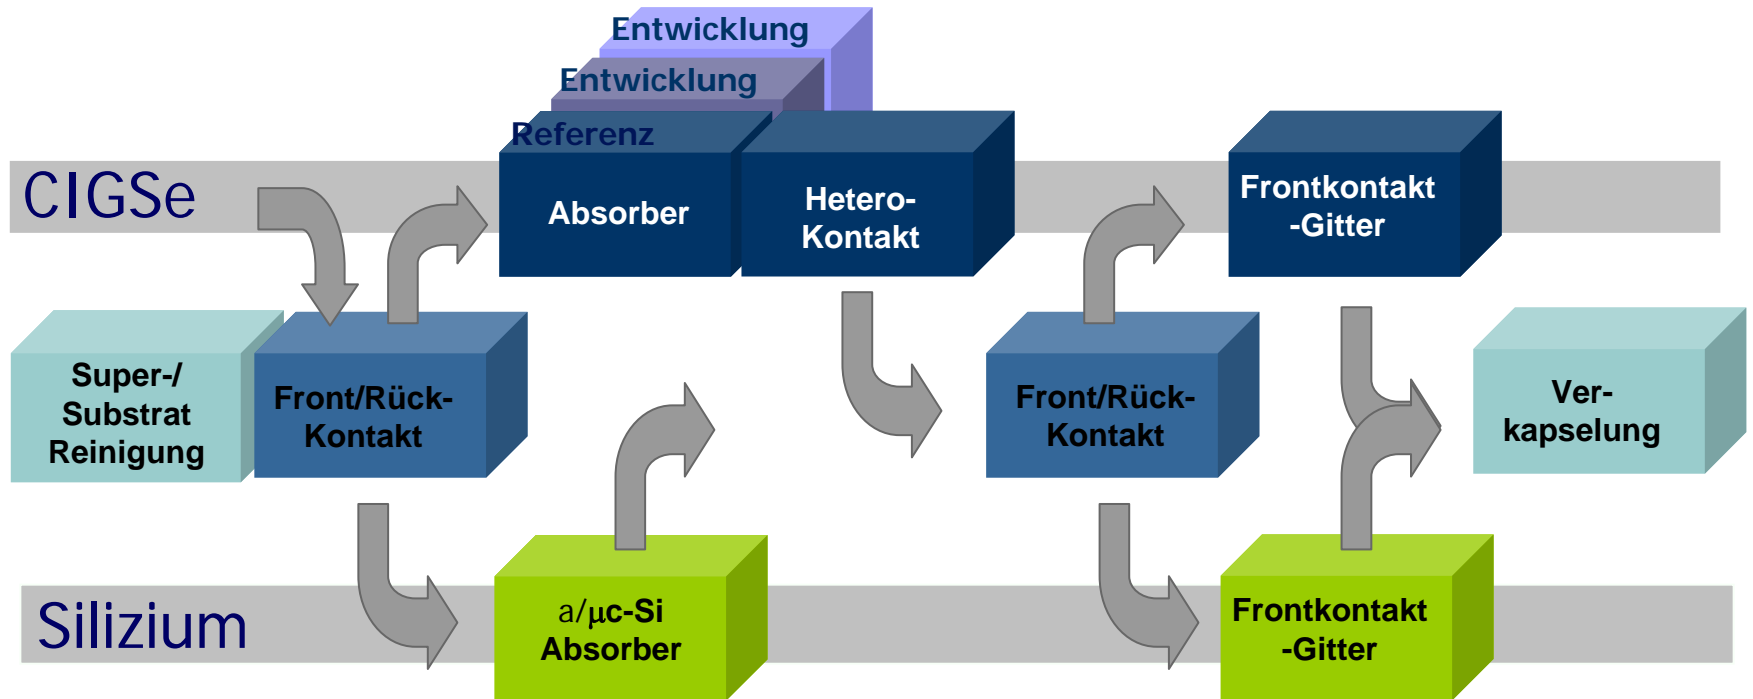 Entwicklung
Entwicklung
Referenz
CIGSe
Absorber
Hetero-
Kontakt
Frontkontakt
-Gitter
Super-/
Substrat
Reinigung
Front/Rück-
Kontakt
Front/Rück-
Kontakt
Ver-
kapselung
Silizium
a/µc-Si
Absorber
Frontkontakt
-Gitter